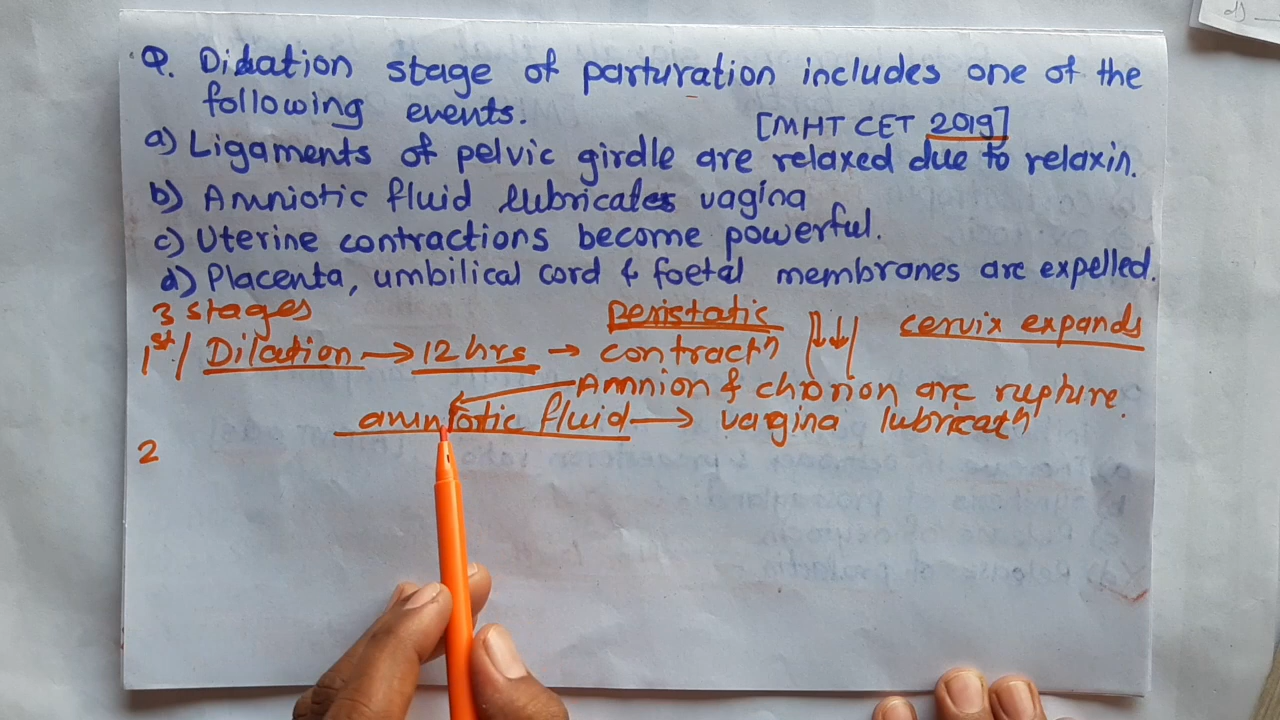 Q. Dilation stage of parturation includes one of the
following events.
[MHT CET 2019]
a) Ligaments of pelvic girdle are relaxed due to relaxin.
b) Amniotic fluid lubricates vagina
c) Uterine contractions become powerful.
d) Placenta, umbilical cord & foetal membranes are expelled.
3 stages
1st / Dilation → 12 hrs → peristatic contractn ↓↓ cervix expands
Amnion & chorion are rupture.
amniotic fluid → vagina lubricatn
2